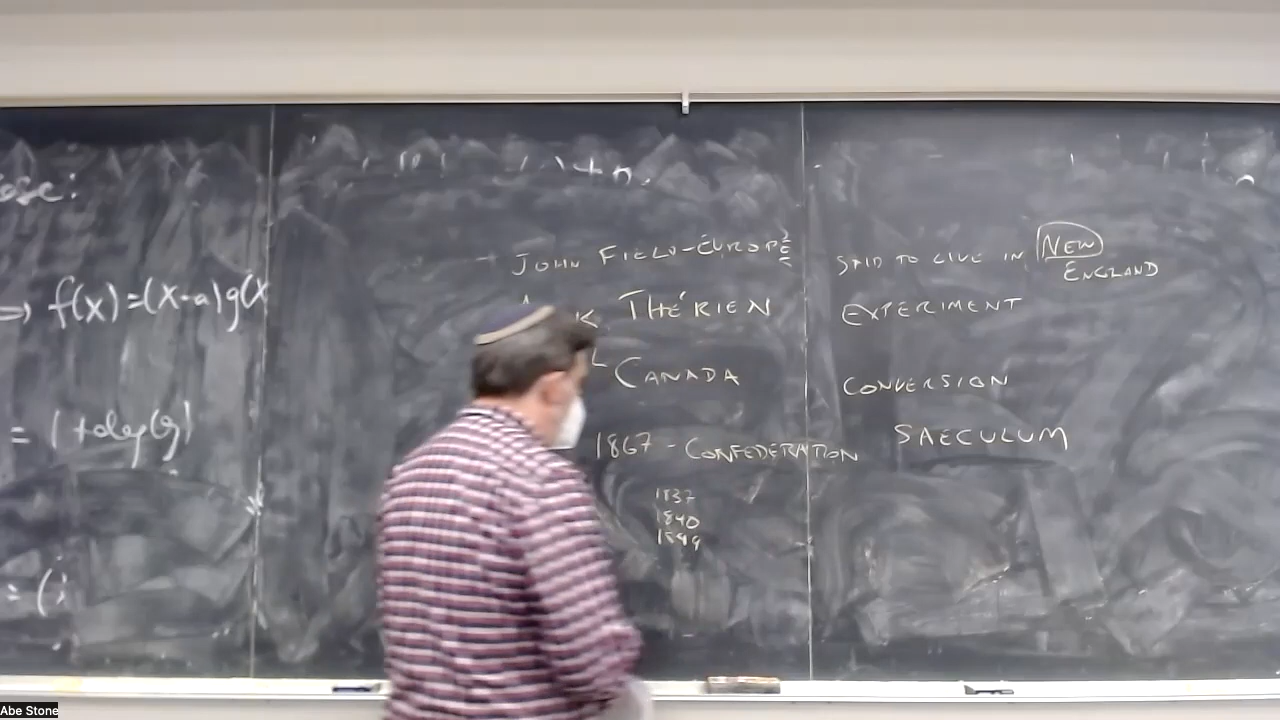 f(x)=(x-a)g(x
= 1+deg(g)
JOHN FIELD-EUROPE
THÉRIEN
CANADA
1867 - CONFEDERATION
1837
1840
1849
SAID TO LIVE IN NEW
ENGLAND
EXPERIMENT
CONVERSION
SAECULUM
Abe Stone